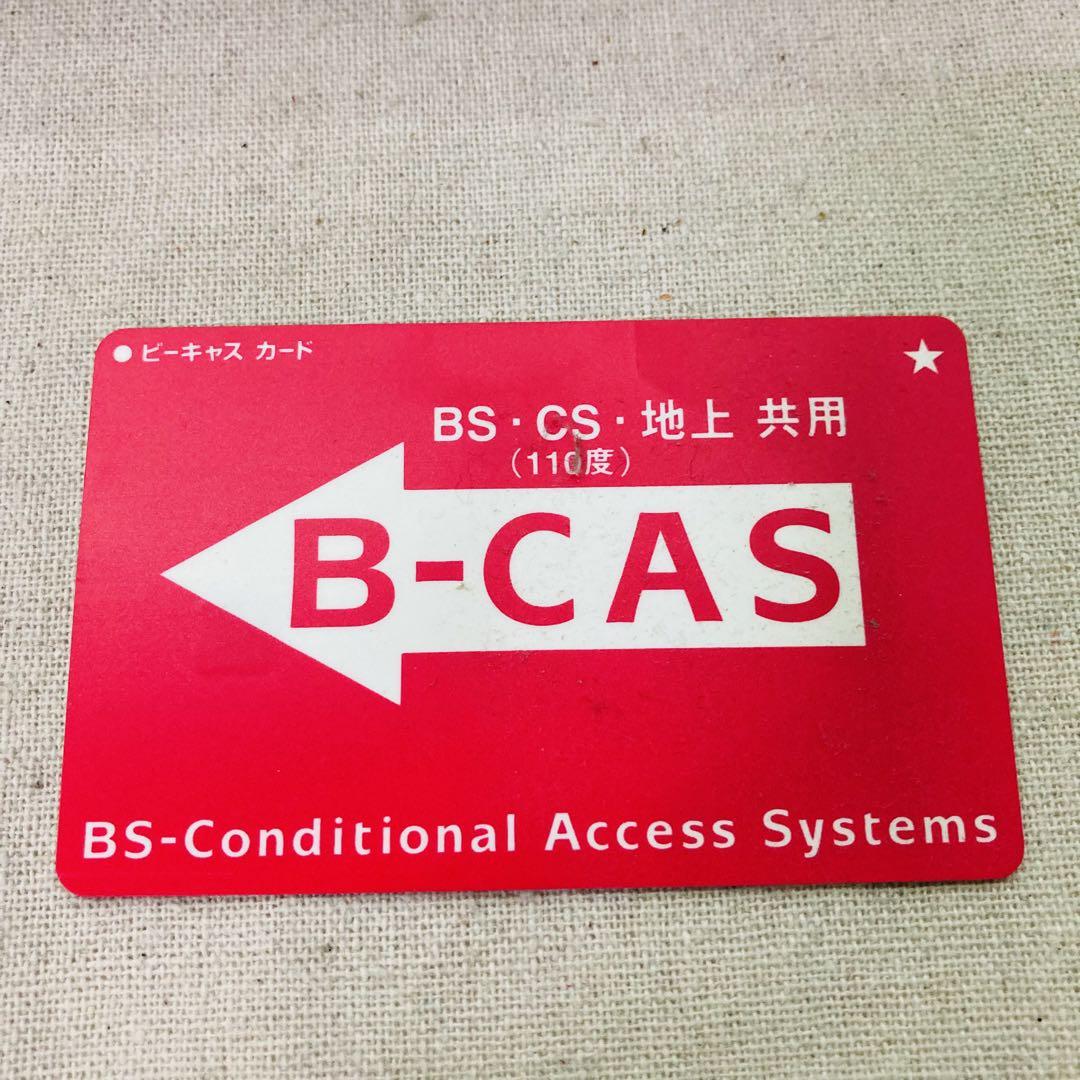 ● ビーキャス カード
★
BS・CS・地上 共用
(110度)
B-CAS
BS-Conditional Access Systems